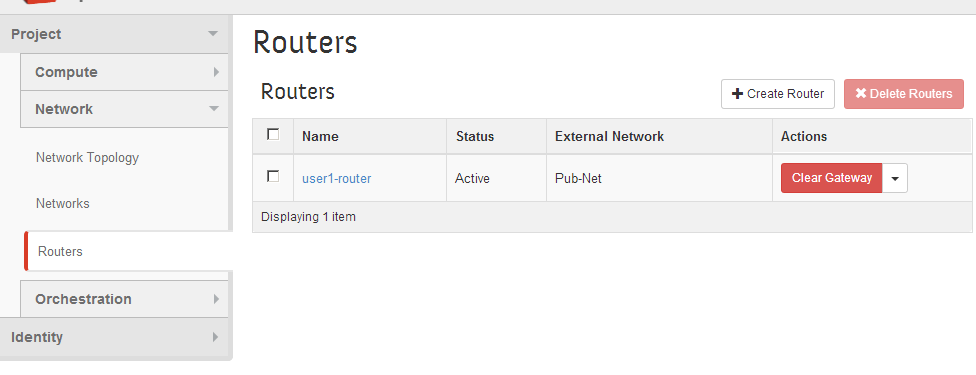 Project
Compute
Network
Network Topology
Networks
Routers
Orchestration
Identity
Routers
Routers
Create Router
Delete Routers
Name Status External Network Actions
user1-router Active Pub-Net Clear Gateway
Displaying 1 item